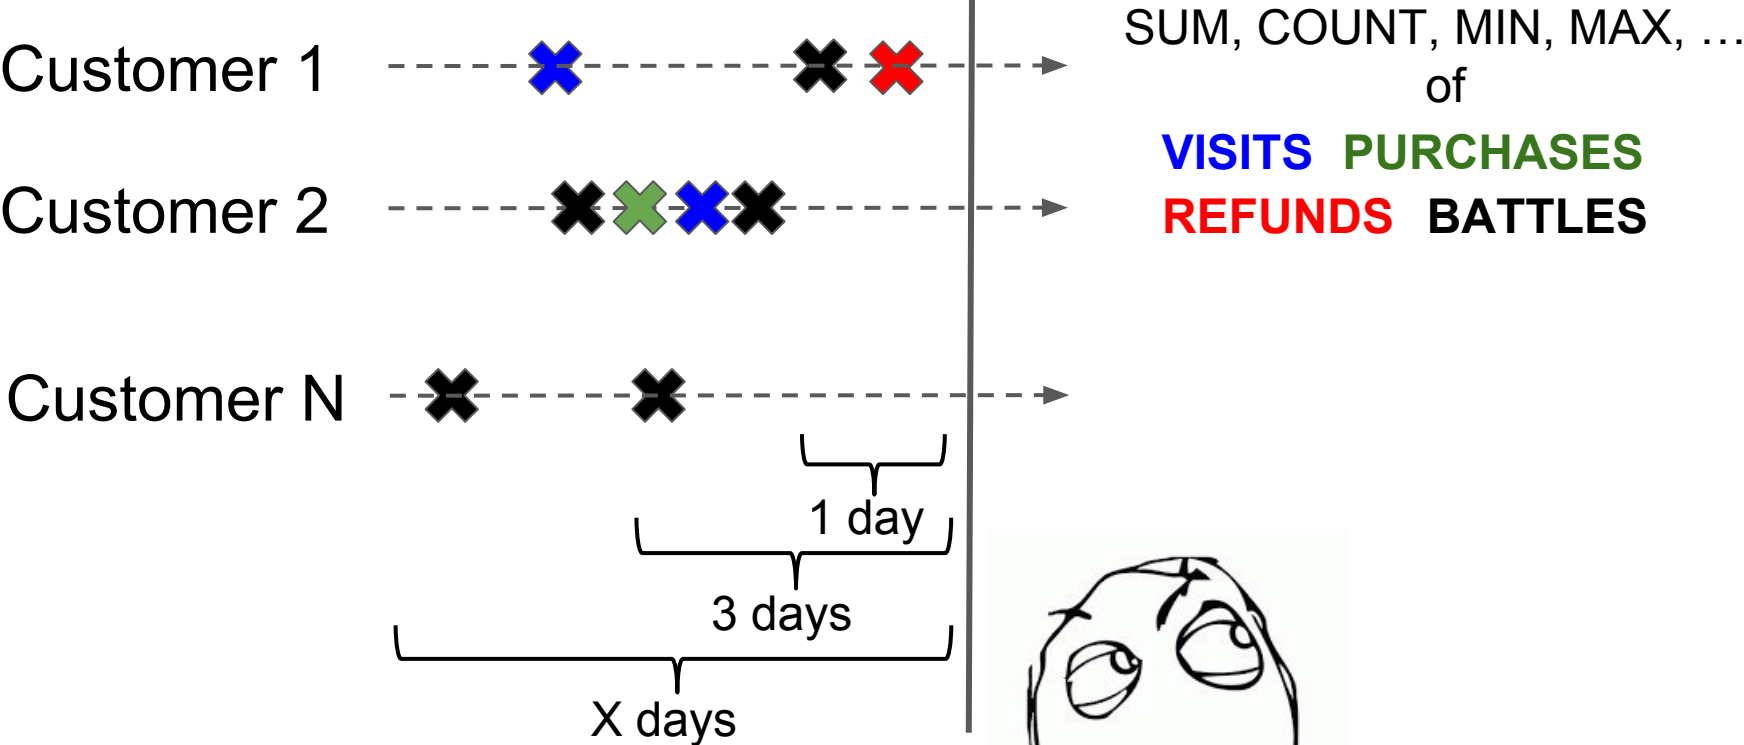 Customer 1
Customer 2
Customer N
1 day
3 days
X days
SUM, COUNT, MIN, MAX, …
of
VISITS PURCHASES
REFUNDS BATTLES